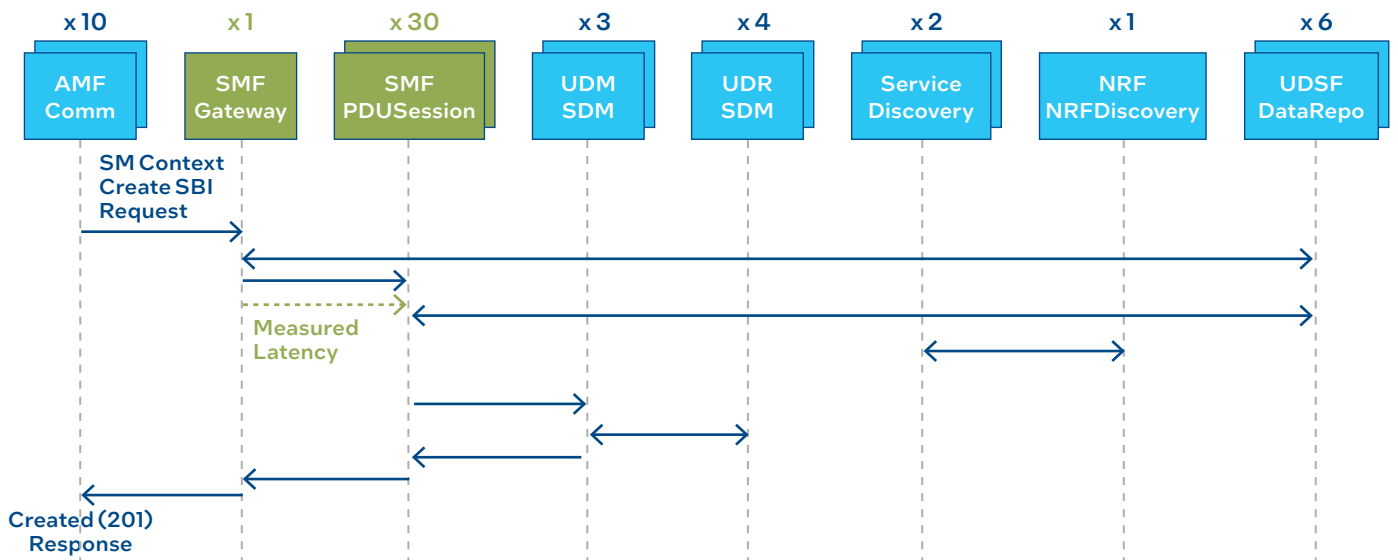 x 10
x 1
x 30
x 3
x 4
x 2
x 1
x 6
AMF
Comm
SMF
Gateway
SMF
PDUSession
UDM
SDM
UDR
SDM
Service
Discovery
NRF
NRFDiscovery
UDSF
DataRepo
SM Context
Create SBI
Request
Measured
Latency
Created (201)
Response